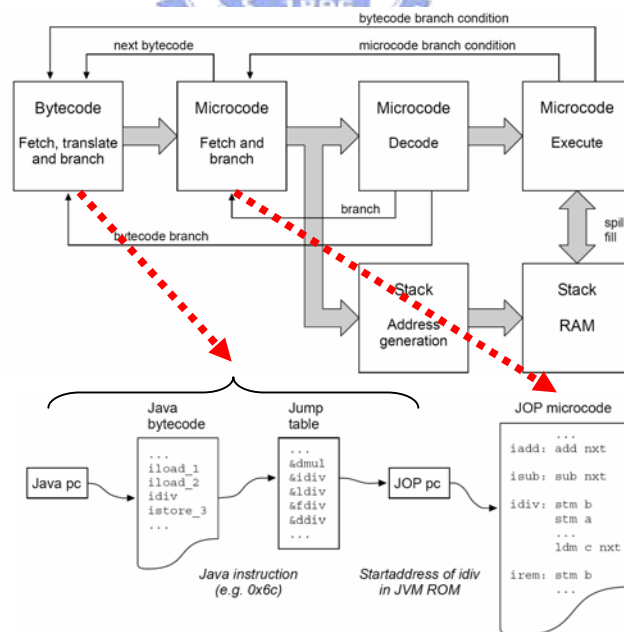 bytecode branch condition
next bytecode
microcode branch condition
Bytecode
Fetch, translate
and branch
Microcode
Fetch and
branch
Microcode
Decode
Microcode
Execute
branch
bytecode branch
spill
fill
Stack
Address
generation
Stack
RAM
Java
bytecode
Jump
table
JOP microcode
Java pc
...
iload_1
iload_2
idiv
istore_3
...
...
&dmul
&idiv
&ldiv
&fdiv
&ddiv
...
JOP pc
...
iadd: add nxt
isub: sub nxt
idiv: stm b
stm a
...
ldm c nxt
irem: stm b
...
Java instruction
(e.g. 0x6c)
Startaddress of idiv
in JVM ROM